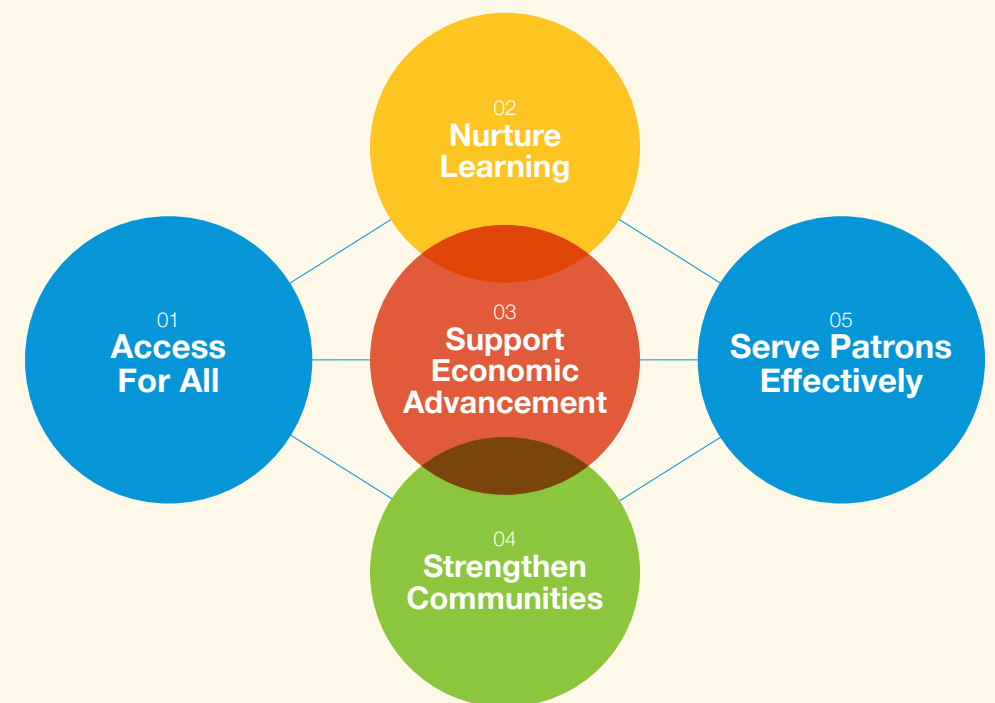 01
Access
For All
02
Nurture
Learning
03
Support
Economic
Advancement
04
Strengthen
Communities
05
Serve Patrons
Effectively